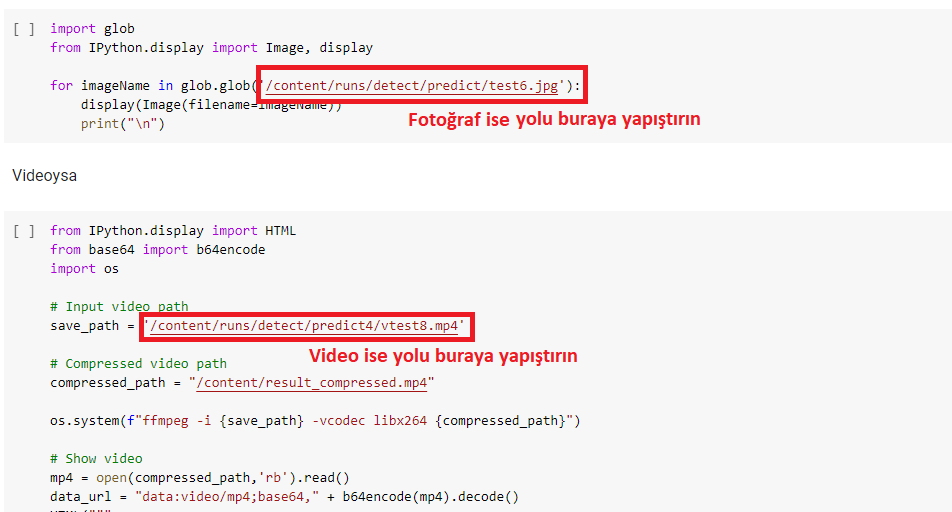 [ ] import glob
from IPython.display import Image, display
for imageName in glob.glob('/content/runs/detect/predict/test6.jpg'):
display(Image(filename=imageName))
print("\n")
Fotoğraf ise yolu buraya yapıştırın
Videoysa
[ ] from IPython.display import HTML
from base64 import b64encode
import os
# Input video path
save_path = '/content/runs/detect/predict4/vtest8.mp4'
Video ise yolu buraya yapıştırın
# Compressed video path
compressed_path = "/content/result_compressed.mp4"
os.system(f"ffmpeg -i {save_path} -vcodec libx264 {compressed_path}")
# Show video
mp4 = open(compressed_path,'rb').read()
data_url = "data:video/mp4;base64," + b64encode(mp4).decode()